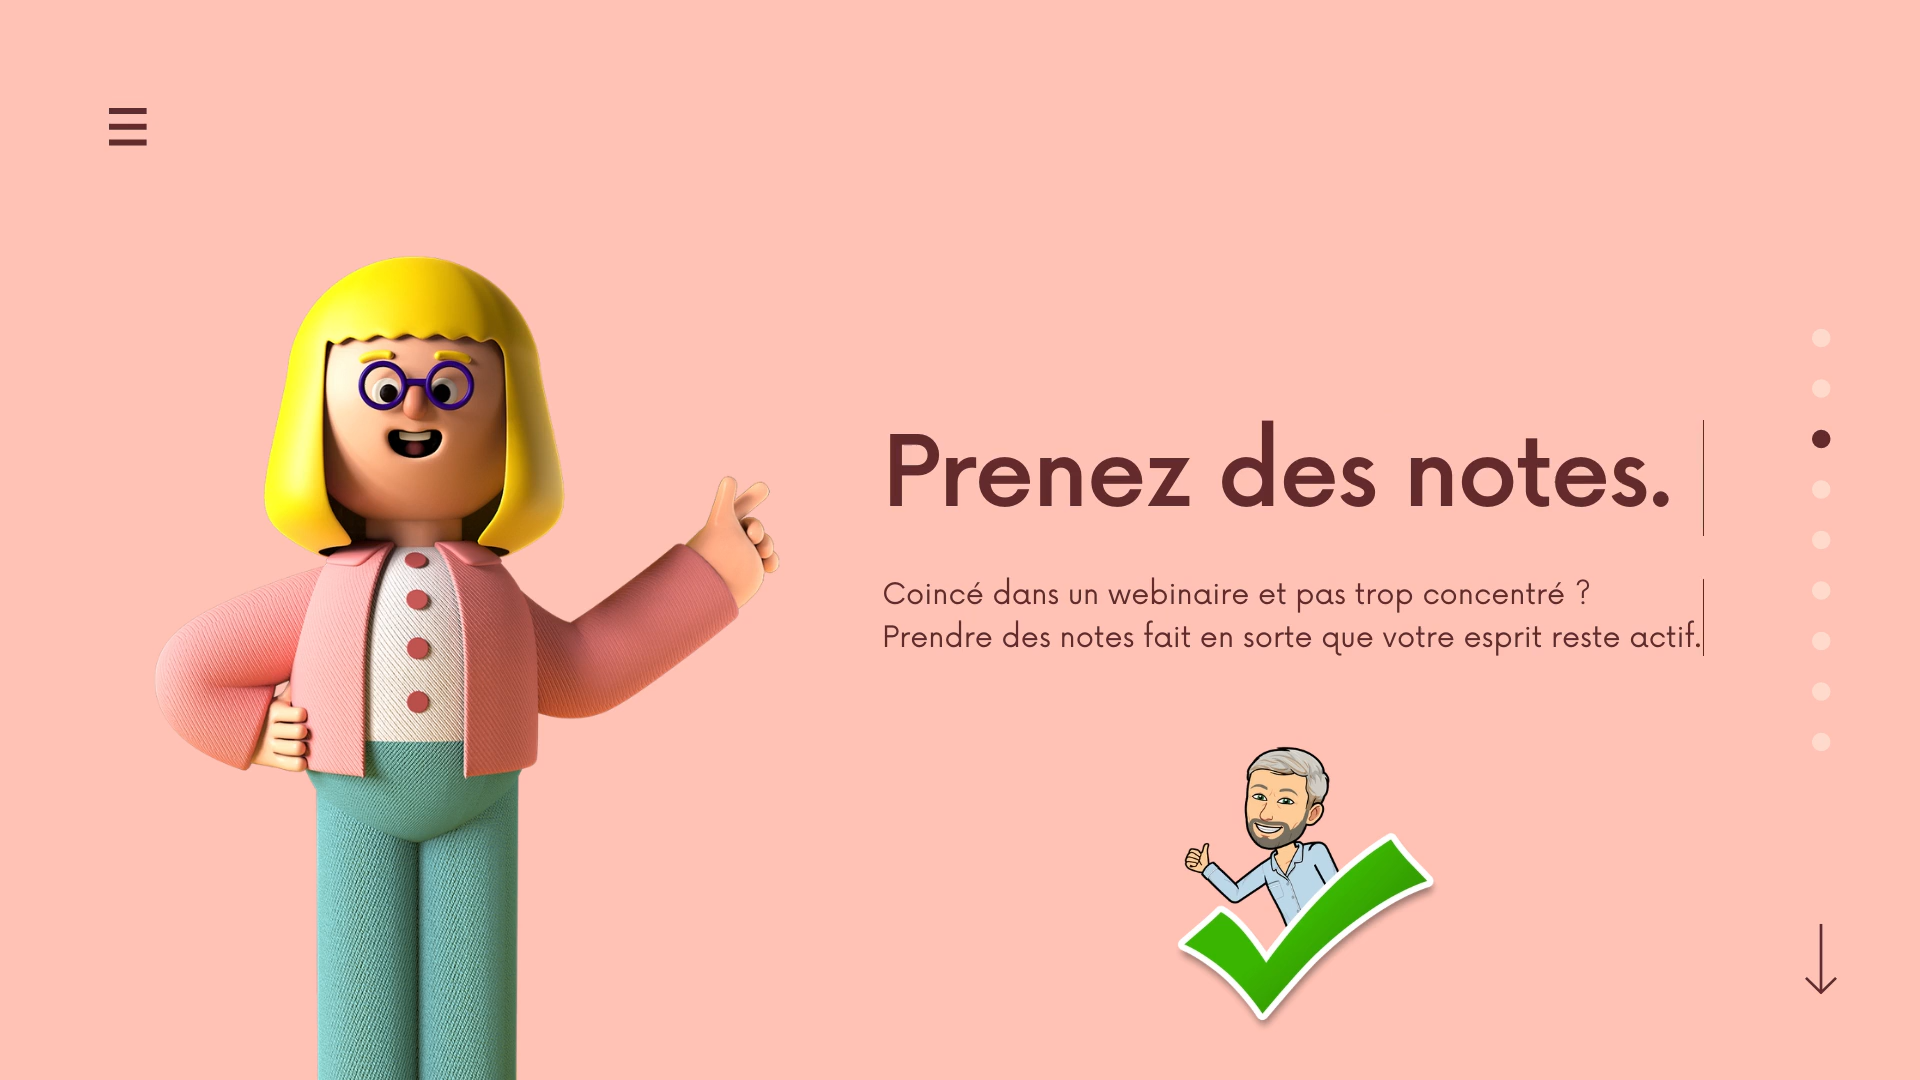 Prenez des notes.
Coincé dans un webinaire et pas trop concentré ?
Prendre des notes fait en sorte que votre esprit reste actif.